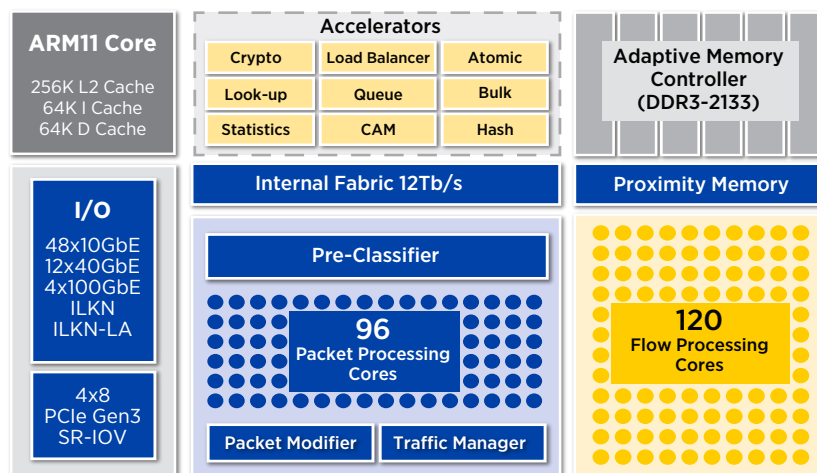 ARM11 Core
256K L2 Cache
64K I Cache
64K D Cache
Accelerators
Crypto
Load Balancer
Atomic
Look-up
Queue
Bulk
Statistics
CAM
Hash
Adaptive Memory
Controller
(DDR3-2133)
Internal Fabric 12Tb/s
Proximity Memory
I/O
48x10GbE
12x40GbE
4x100GbE
ILKN
ILKN-LA
4x8
PCIe Gen3
SR-IOV
Pre-Classifier
96
Packet Processing
Cores
Packet Modifier
Traffic Manager
120
Flow Processing
Cores